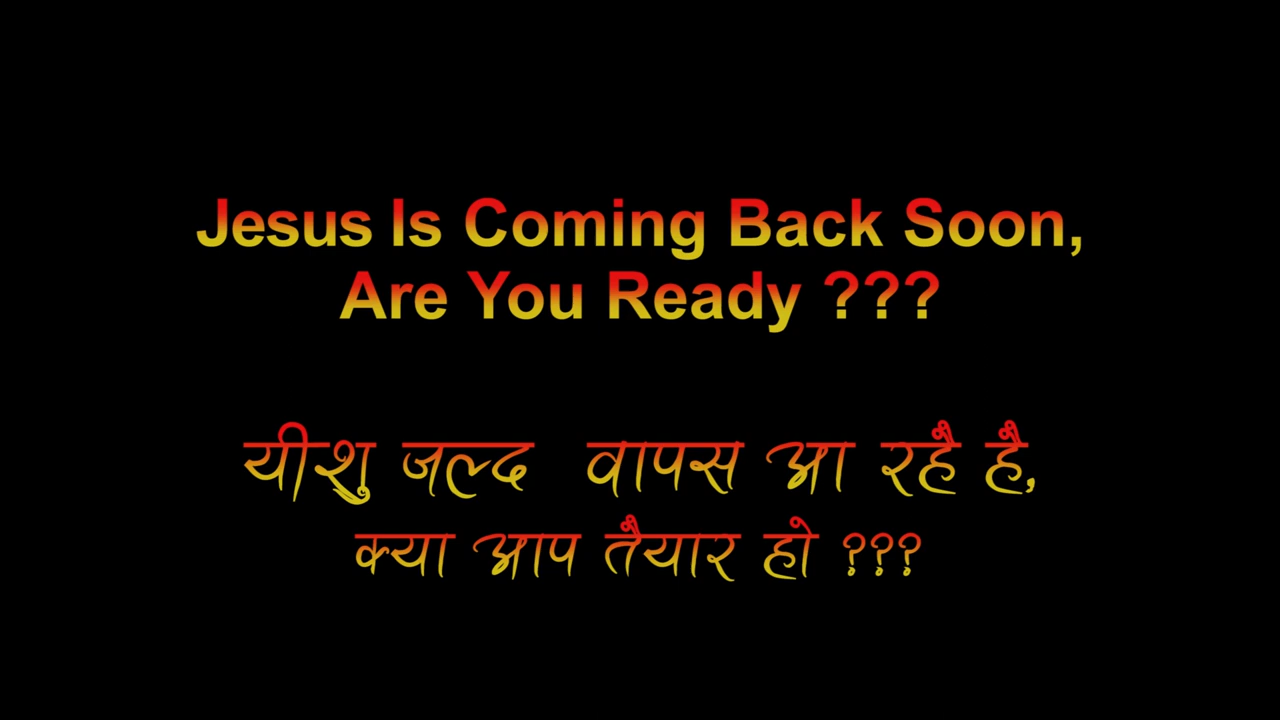 Jesus Is Coming Back Soon,
Are You Ready ???
यीशु जल्द वापस आ रहै है,
क्या आप तैयार हो ???